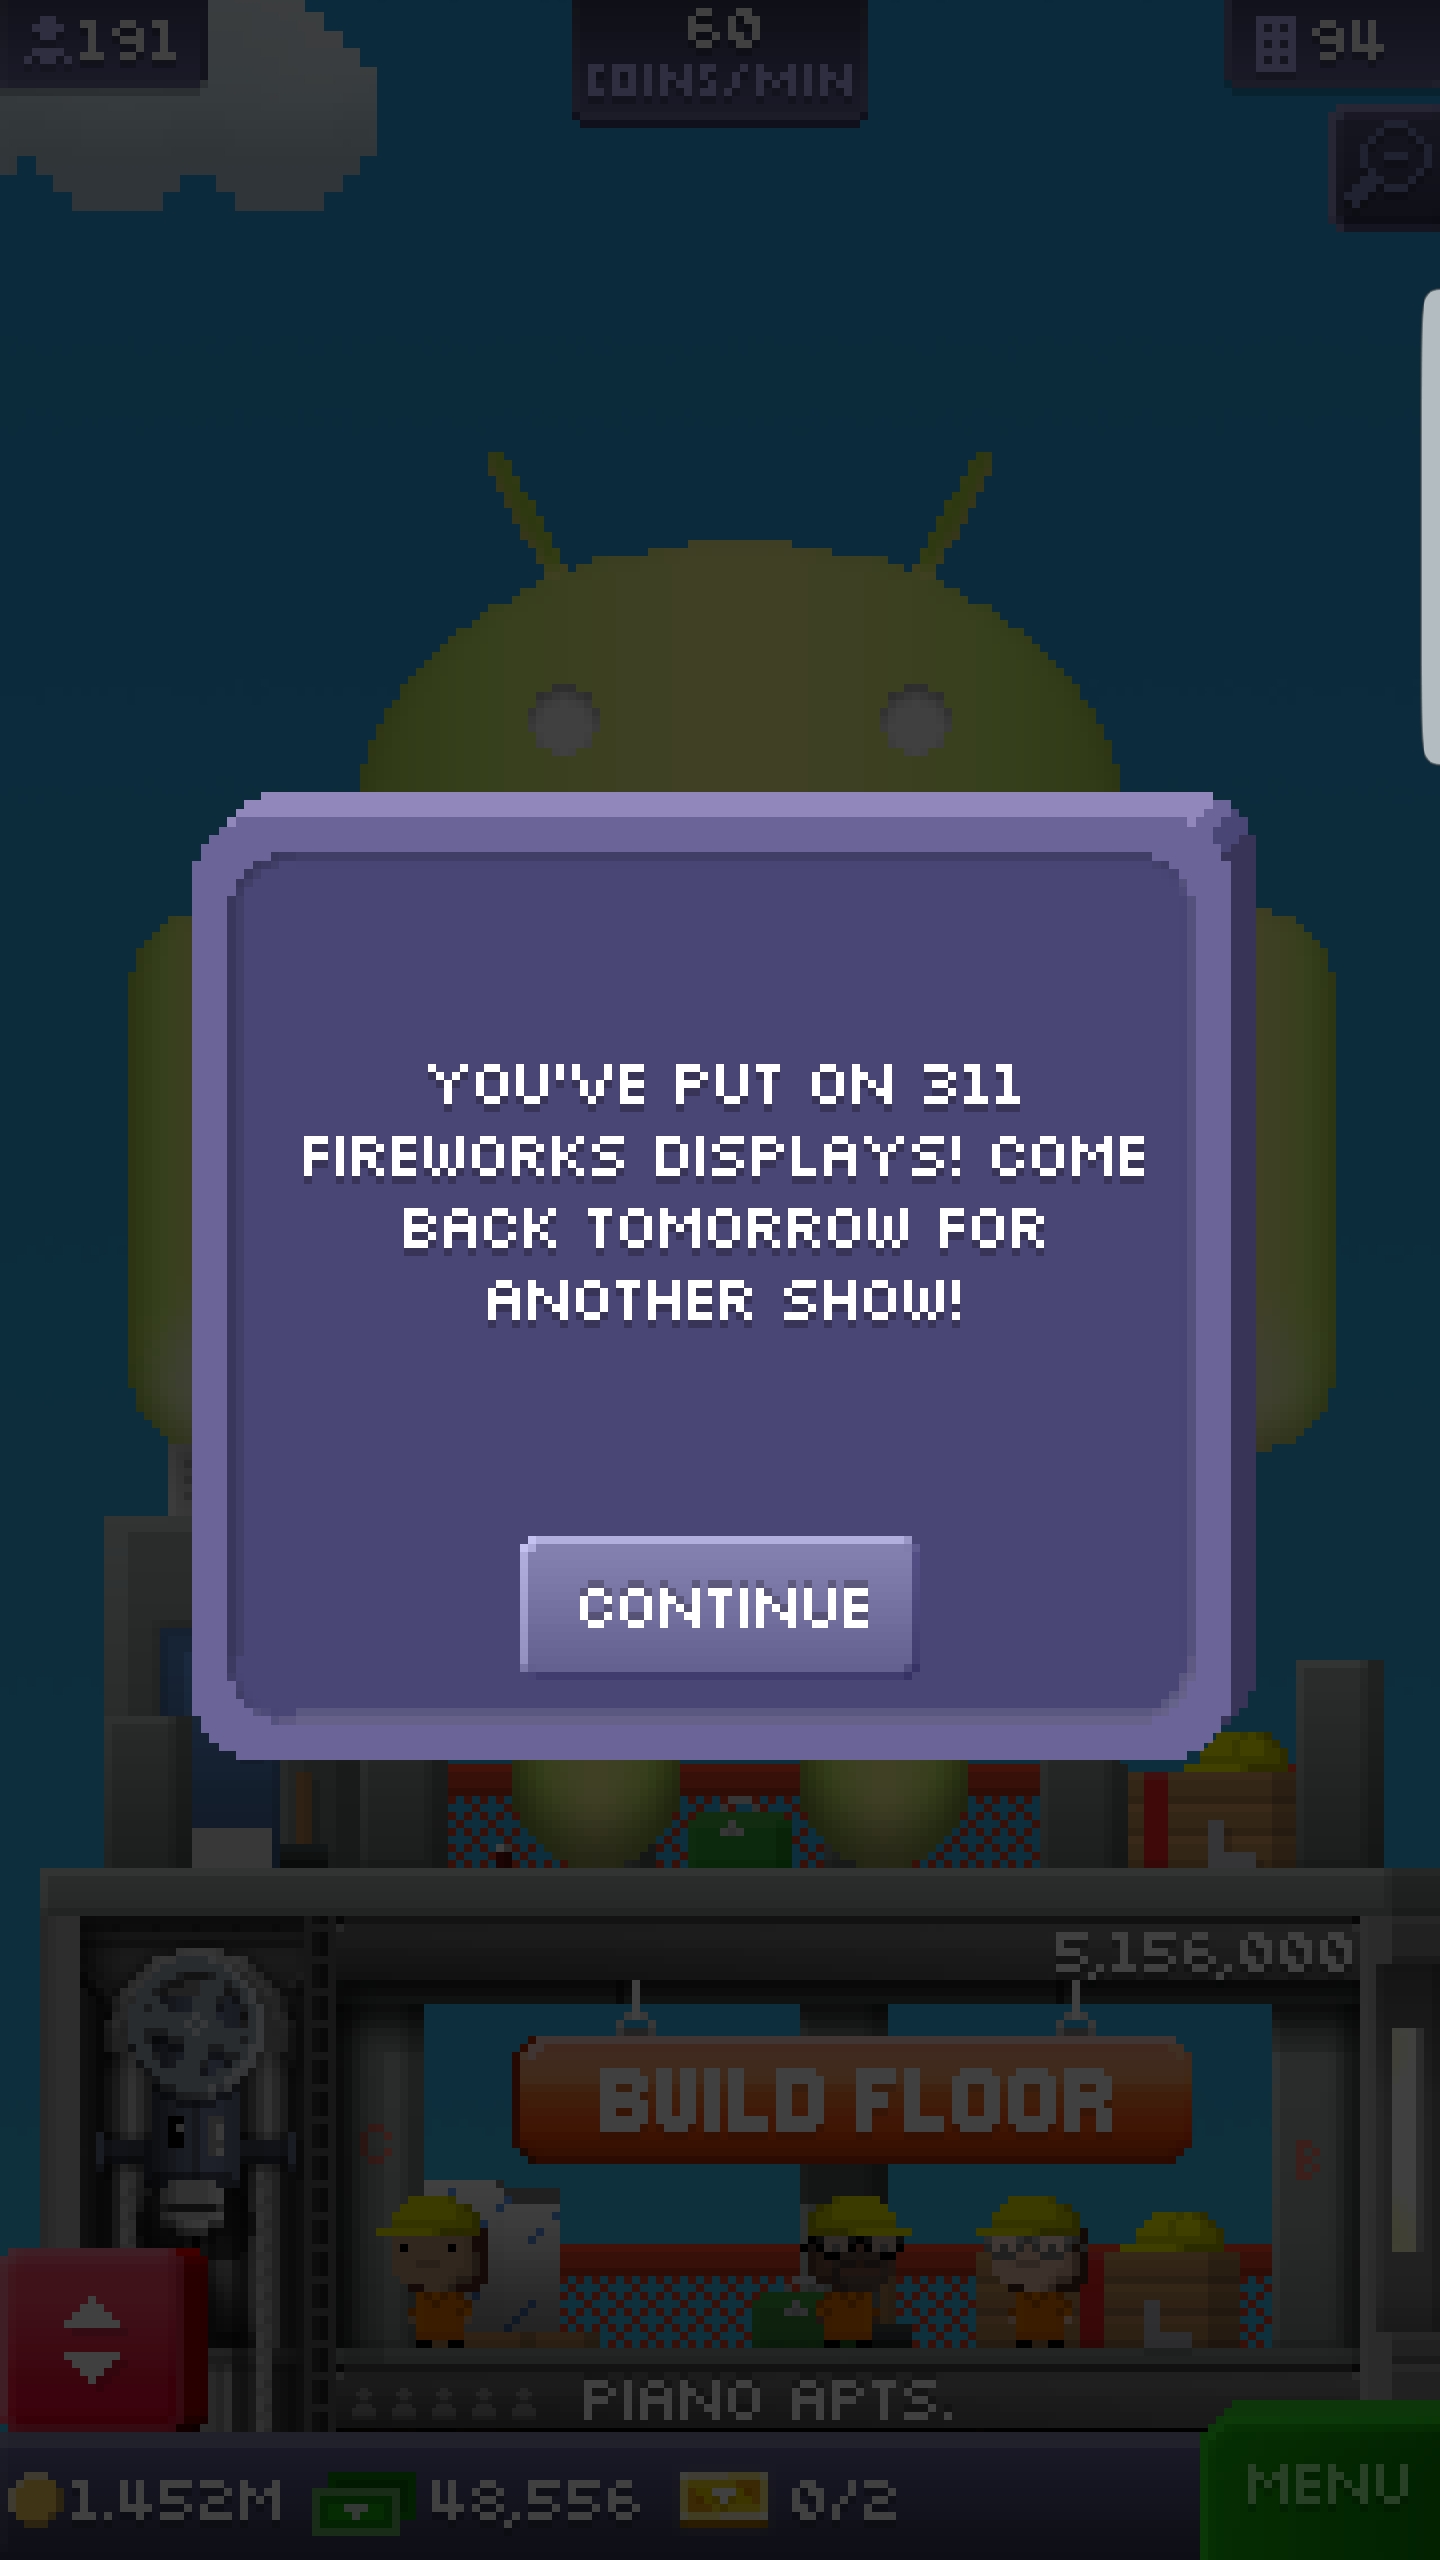 191
60
COINS/MIN
94
YOU'VE PUT ON 311
FIREWORKS DISPLAYS! COME
BACK TOMORROW FOR
ANOTHER SHOW!
CONTINUE
5,156,000
BUILD FLOOR
C
B
PIANO APTS.
1.452M
48,556
0/2
MENU